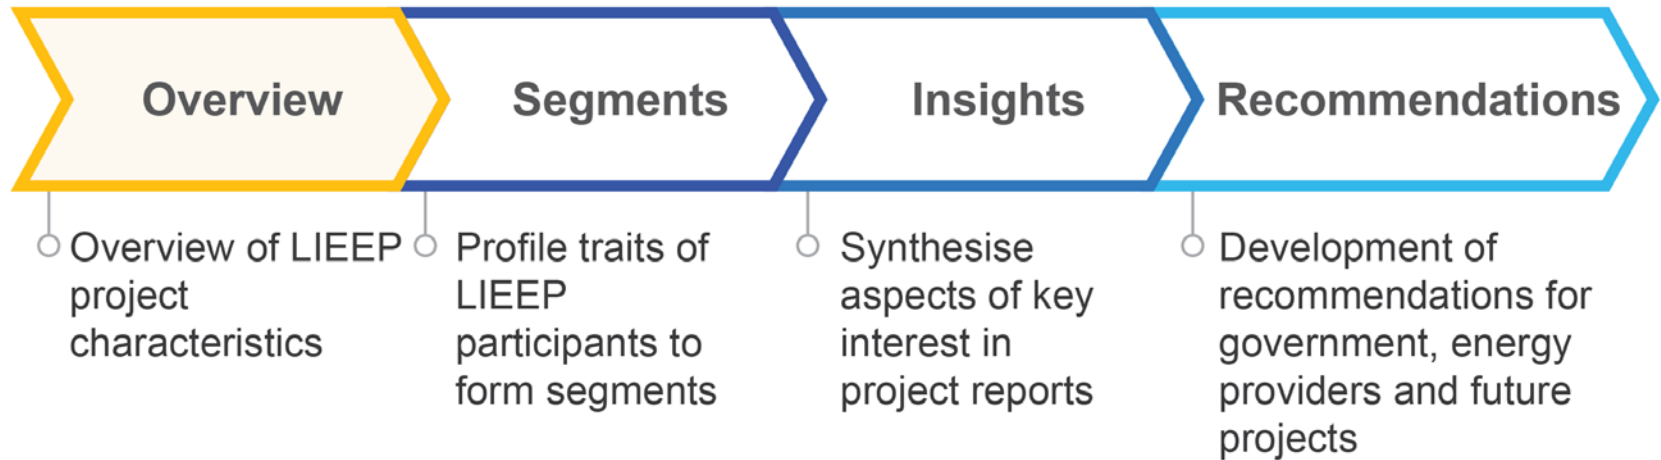 Overview
Segments
Insights
Recommendations
Overview of LIEEP
project
characteristics
Profile traits of
LIEEP
participants to
form segments
Synthesise
aspects of key
interest in
project reports
Development of
recommendations for
government, energy
providers and future
projects